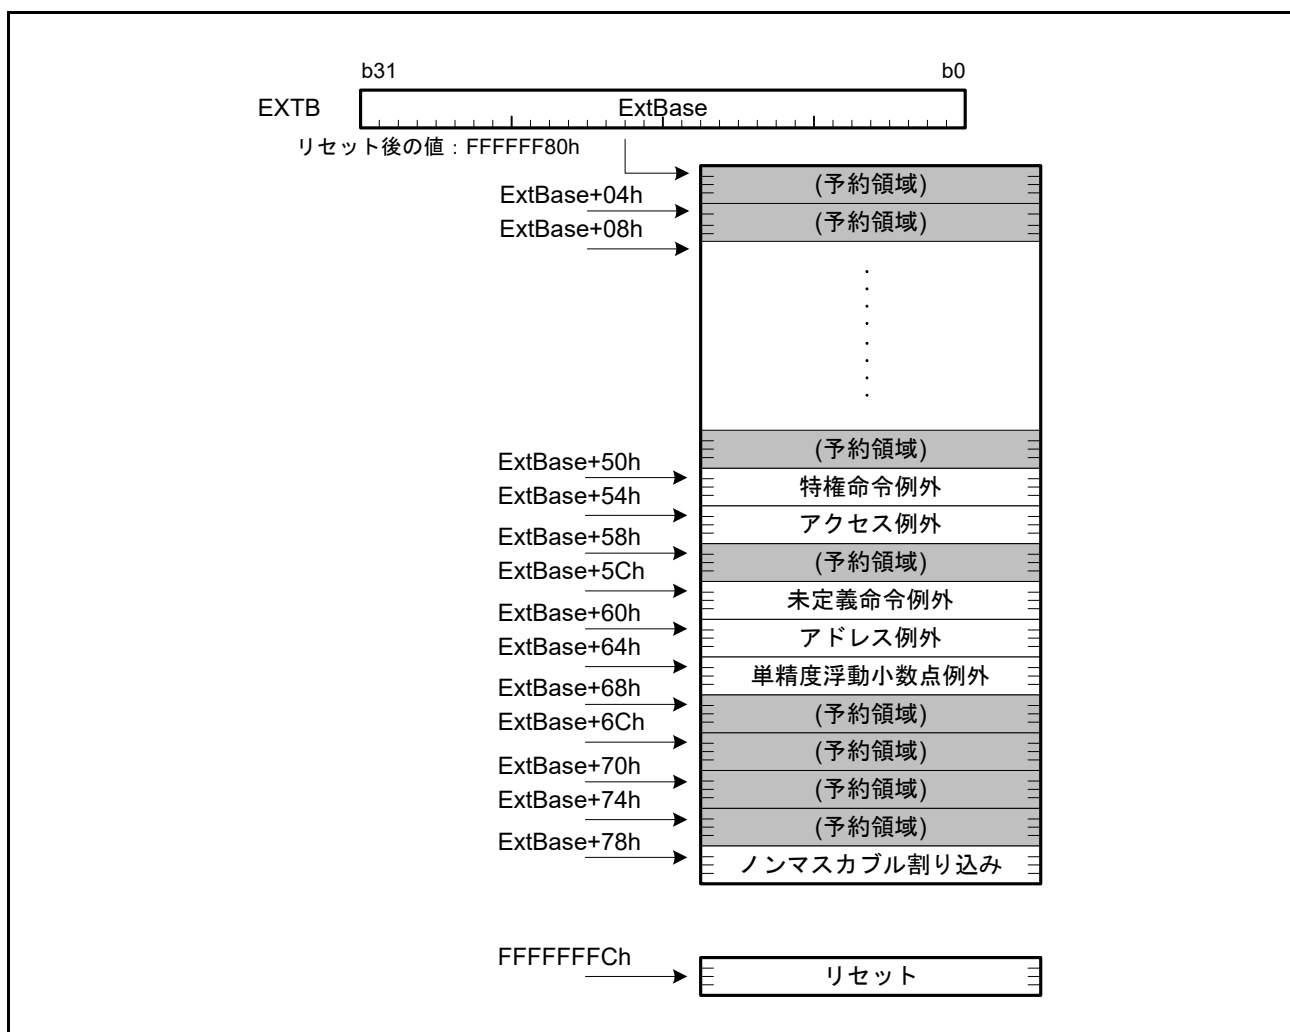 b31 b0
EXTB ExtBase
リセット後の値：FFFFFF80h
(予約領域)
ExtBase+04h
(予約領域)
ExtBase+08h
(予約領域)
ExtBase+50h
特権命令例外
ExtBase+54h
アクセス例外
ExtBase+58h
(予約領域)
ExtBase+5Ch
未定義命令例外
ExtBase+60h
アドレス例外
ExtBase+64h
単精度浮動小数点例外
ExtBase+68h
(予約領域)
ExtBase+6Ch
(予約領域)
ExtBase+70h
(予約領域)
ExtBase+74h
(予約領域)
ExtBase+78h
ノンマスカブル割り込み
FFFFFFFCh
リセット